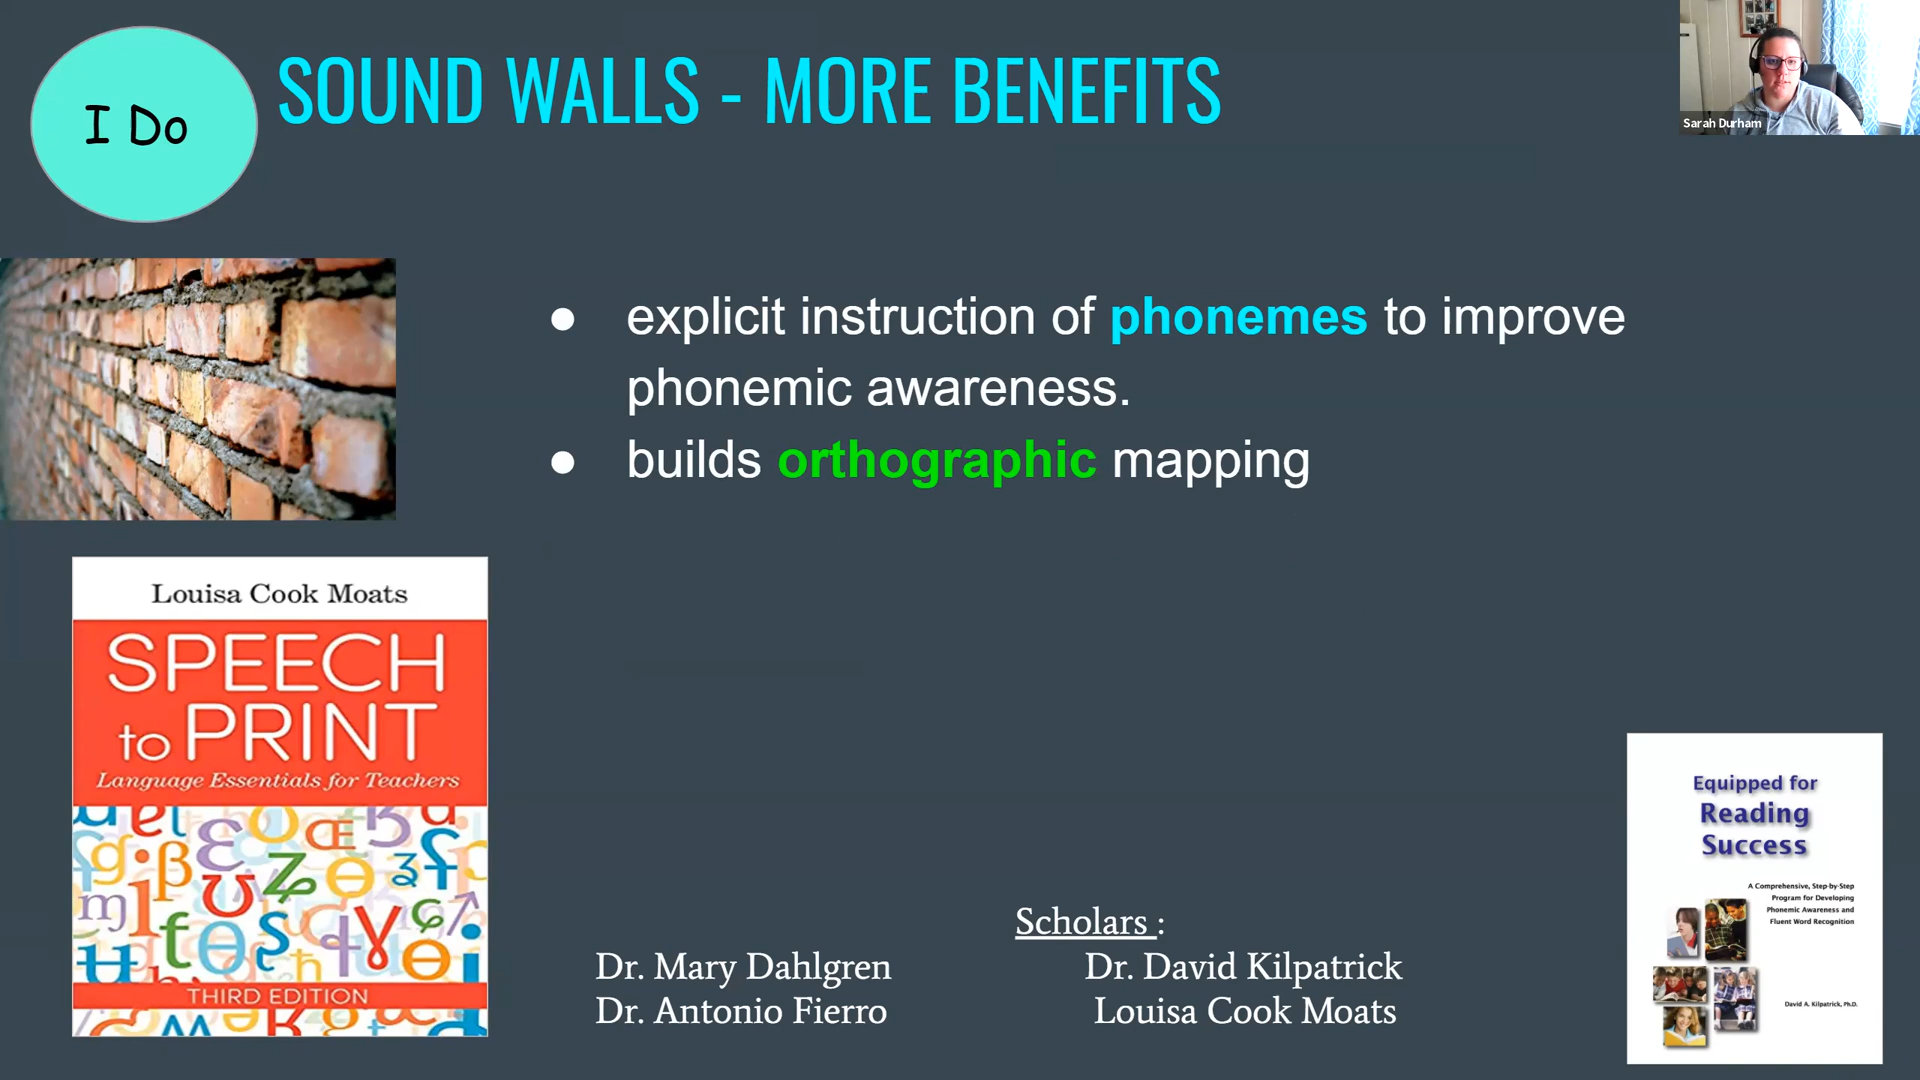 I Do
SOUND WALLS - MORE BENEFITS
Sarah Durham
● explicit instruction of phonemes to improve
phonemic awareness.
● builds orthographic mapping
Louisa Cook Moats
SPEECH
to PRINT
Language Essentials for Teachers
THIRD EDITION
Scholars :
Dr. Mary Dahlgren
Dr. David Kilpatrick
Dr. Antonio Fierro
Louisa Cook Moats
Equipped for
Reading
Success
A Comprehensive, Step-by-Step
Program for Developing
Phonemic Awareness and
Fluent Word Recognition
David A. Kilpatrick, Ph.D.